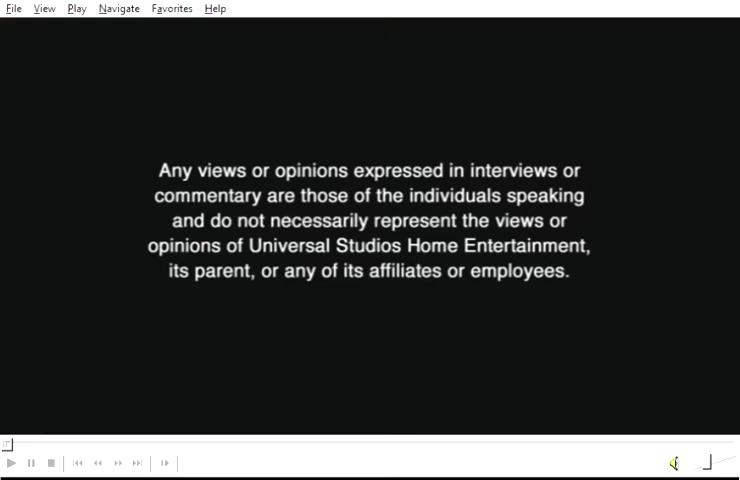 File View Play Navigate Favorites Help
Any views or opinions expressed in interviews or
commentary are those of the individuals speaking
and do not necessarily represent the views or
opinions of Universal Studios Home Entertainment,
its parent, or any of its affiliates or employees.